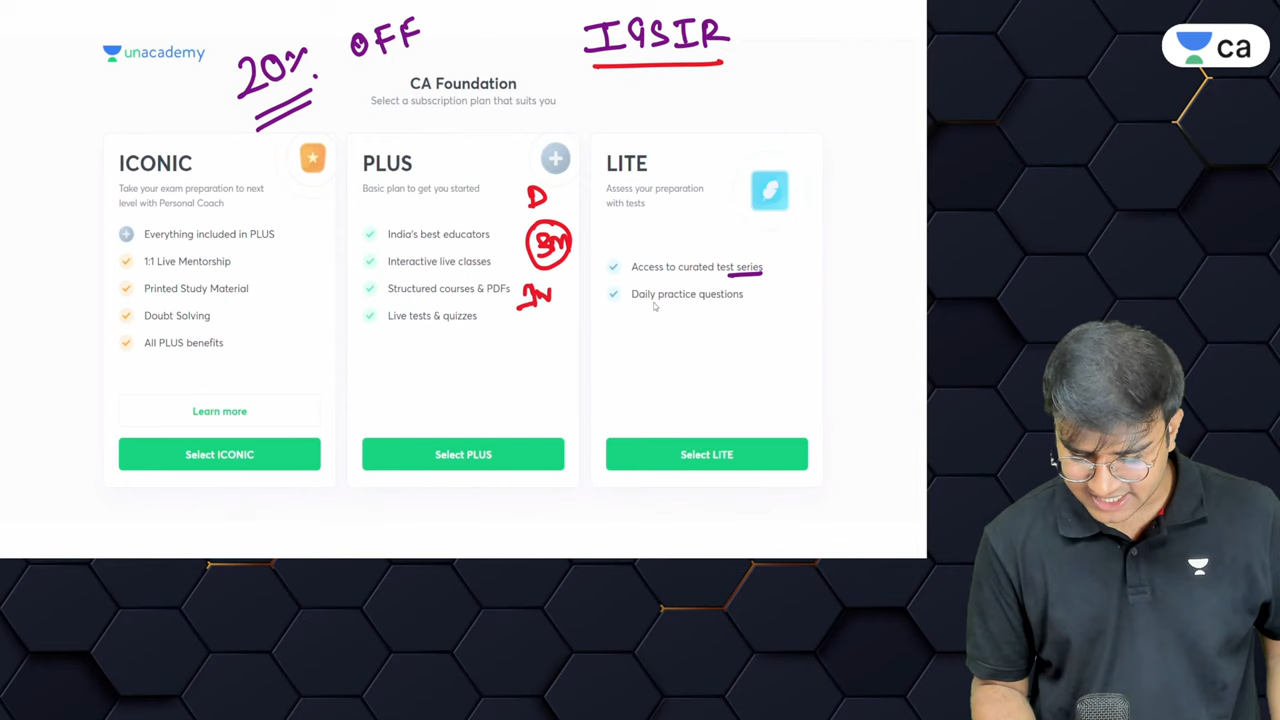 20% OFF
IGSIR
unacademy
ca
CA Foundation
Select a subscription plan that suits you
ICONIC
Take your exam preparation to next
level with Personal Coach
Everything included in PLUS
1:1 Live Mentorship
Printed Study Material
Doubt Solving
All PLUS benefits
Learn more
Select ICONIC
PLUS
Basic plan to get you started
D
India's best educators
Interactive live classes
Structured courses & PDFs
Live tests & quizzes
Select PLUS
LITE
Assess your preparation
with tests
Access to curated test series
Daily practice questions
Select LITE